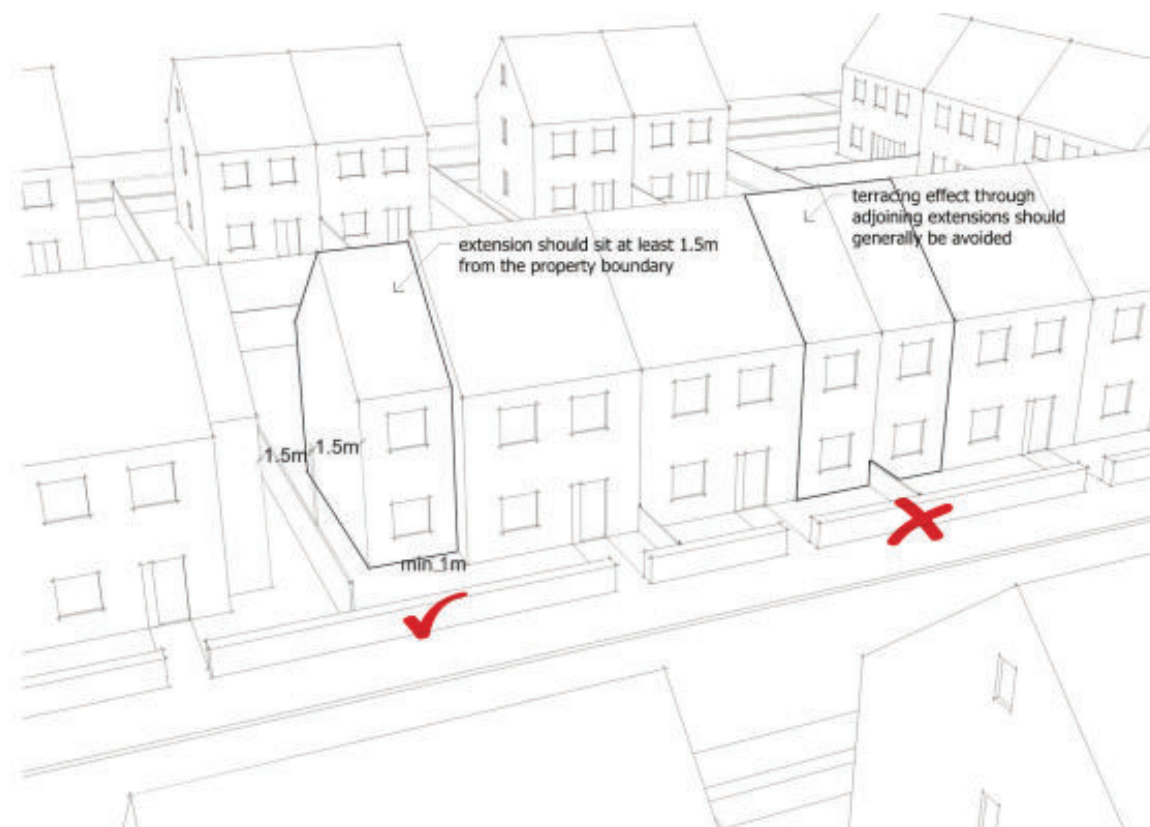 terracing effect through
adjoining extensions should
generally be avoided
extension should sit at least 1.5m
from the property boundary
1.5m
1.5m
min 1m